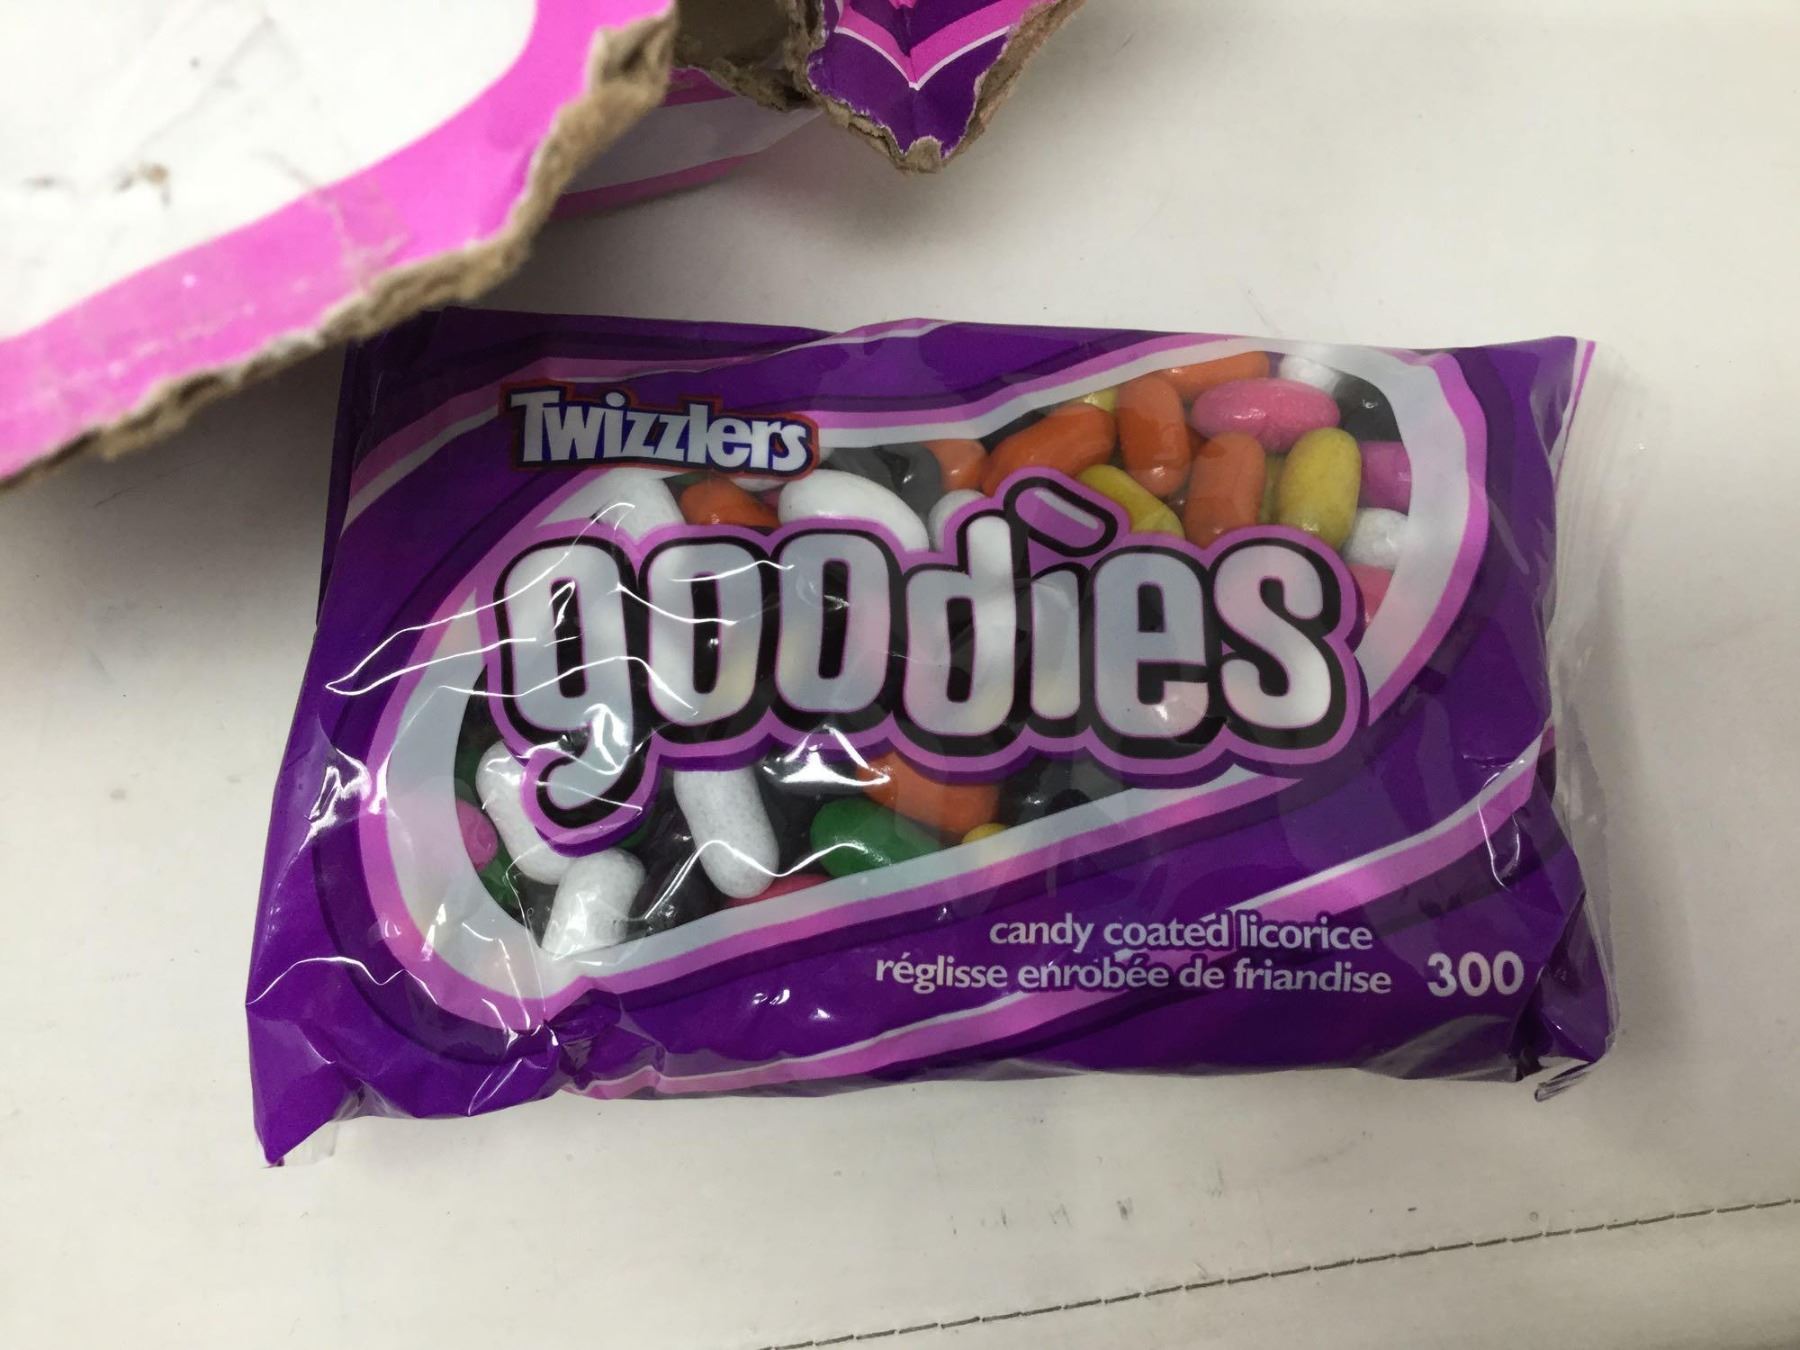 Twizzlers
goodies
candy coated licorice
réglisse enrobée de friandise 300